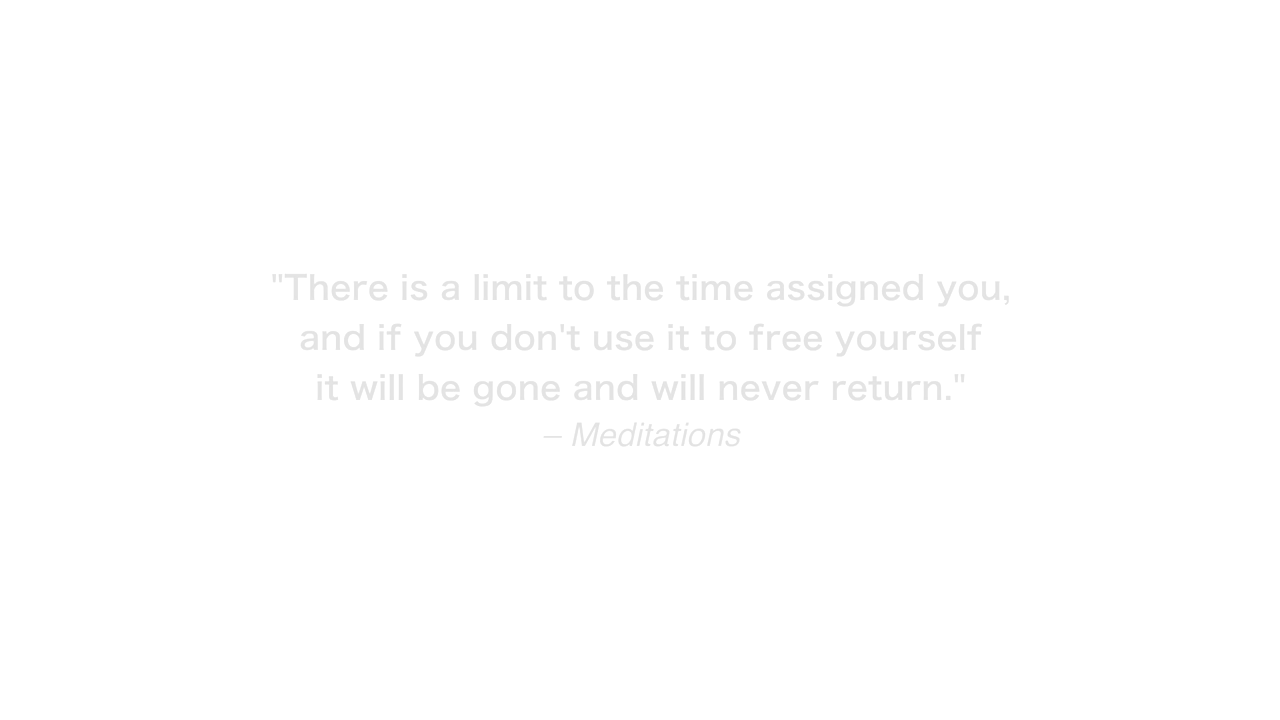 "There is a limit to the time assigned you,
and if you don't use it to free yourself
it will be gone and will never return."
– Meditations